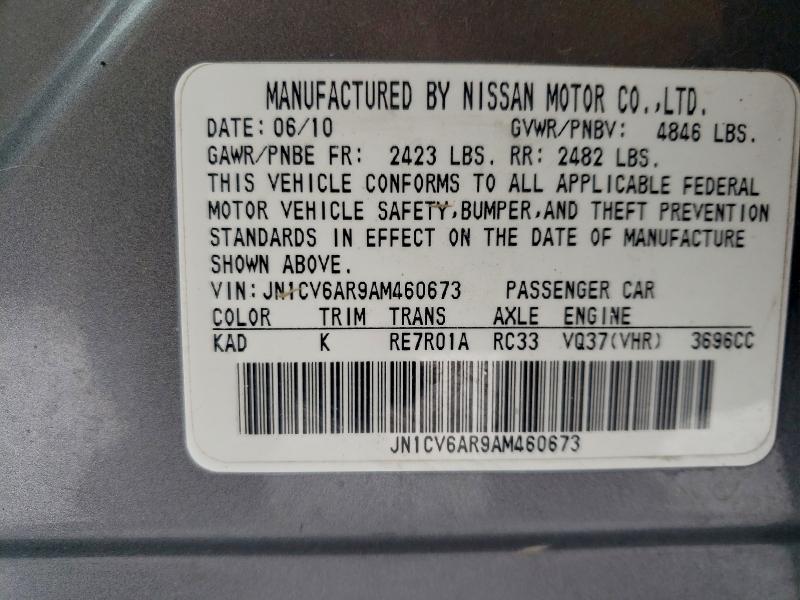 MANUFACTURED BY NISSAN MOTOR CO.,LTD.
DATE: 06/10 GVWR/PNBV: 4846 LBS.
GAWR/PNBE FR: 2423 LBS. RR: 2482 LBS.
THIS VEHICLE CONFORMS TO ALL APPLICABLE FEDERAL
MOTOR VEHICLE SAFETY,BUMPER,AND THEFT PREVENTION
STANDARDS IN EFFECT ON THE DATE OF MANUFACTURE
SHOWN ABOVE.
VIN: JN1CV6AR9AM460673 PASSENGER CAR
COLOR TRIM TRANS AXLE ENGINE
KAD K RE7R01A RC33 VQ37(VHR) 3696CC
JN1CV6AR9AM460673